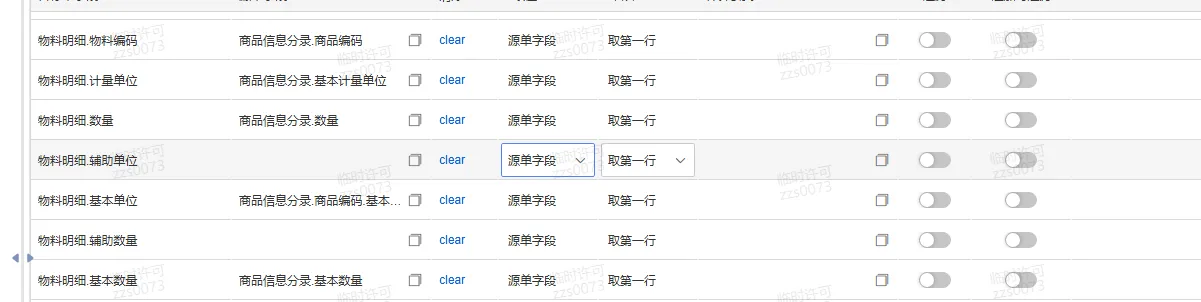 物料明细.物料编码 商品信息分录.商品编码 clear 源单字段 取第一行
物料明细.计量单位 商品信息分录.基本计量单位 clear 源单字段 取第一行
物料明细.数量 商品信息分录.数量 clear 源单字段 取第一行
物料明细.辅助单位 clear 源单字段 取第一行
物料明细.基本单位 商品信息分录.商品编码.基本... clear 源单字段 取第一行
物料明细.辅助数量 clear 源单字段 取第一行
物料明细.基本数量 商品信息分录.基本数量 clear 源单字段 取第一行
临时许可
zzs0073